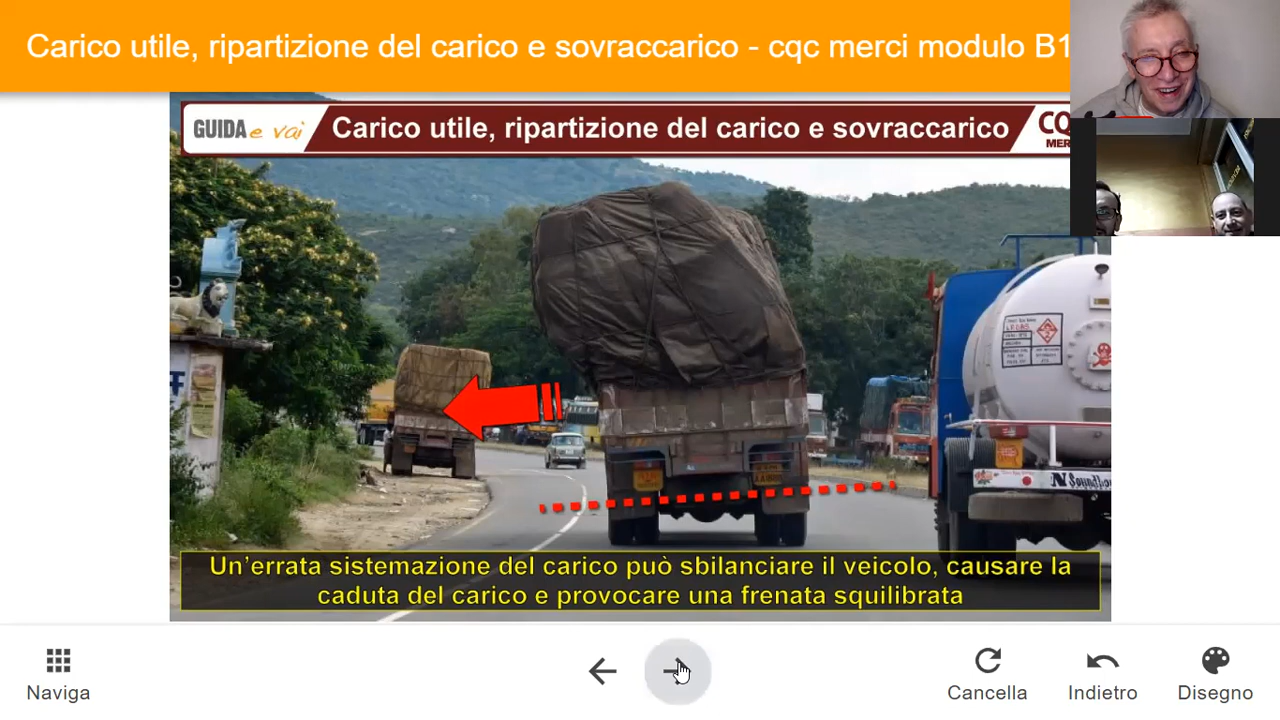 Carico utile, ripartizione del carico e sovraccarico - cqc merci modulo B1
GUIDA e vai
Carico utile, ripartizione del carico e sovraccarico
CQ
MER
Un'errata sistemazione del carico può sbilanciare il veicolo, causare la
caduta del carico e provocare una frenata squilibrata
Naviga
Cancella
Indietro
Disegno